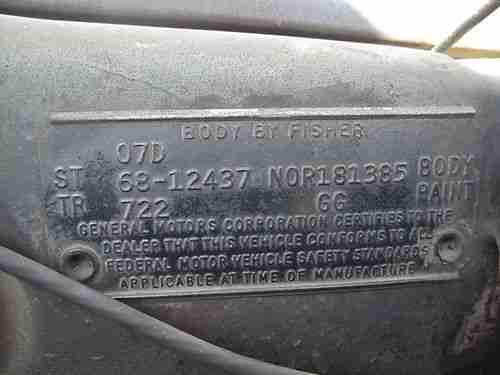 BODY BY FISHER
07D
ST 68-12437 NOR181385 BODY
TR 722 GG PAINT
GENERAL MOTORS CORPORATION CERTIFIES TO THE
DEALER THAT THIS VEHICLE CONFORMS TO ALL
FEDERAL MOTOR VEHICLE SAFETY STANDARDS
APPLICABLE AT TIME OF MANUFACTURE